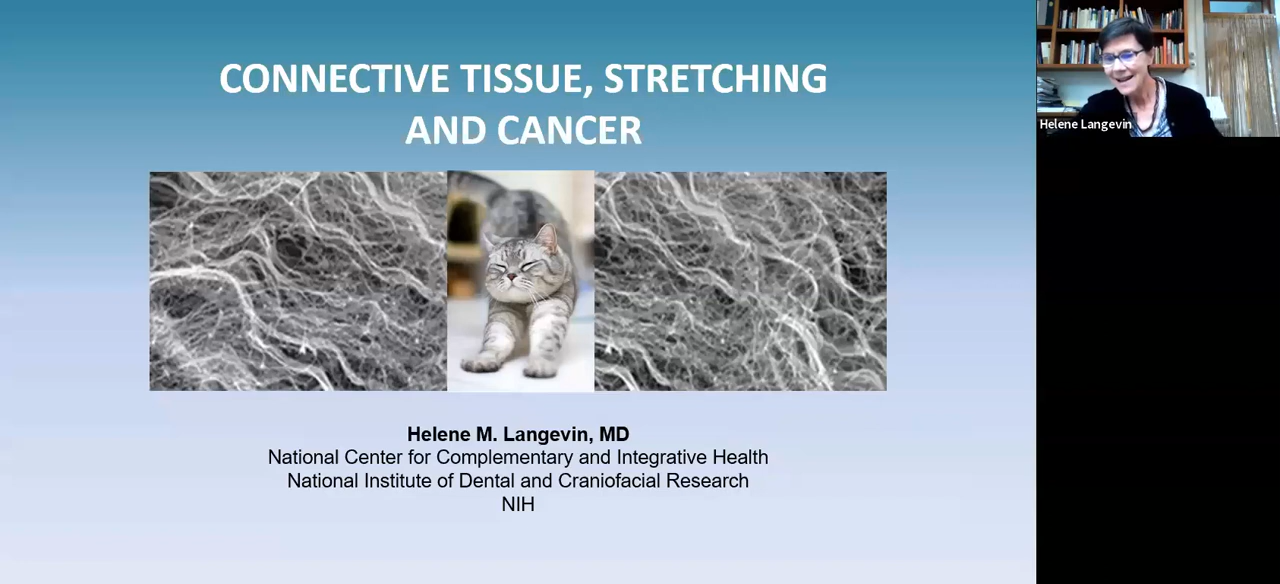 CONNECTIVE TISSUE, STRETCHING
AND CANCER
Helene M. Langevin, MD
National Center for Complementary and Integrative Health
National Institute of Dental and Craniofacial Research
NIH
Helene Langevin